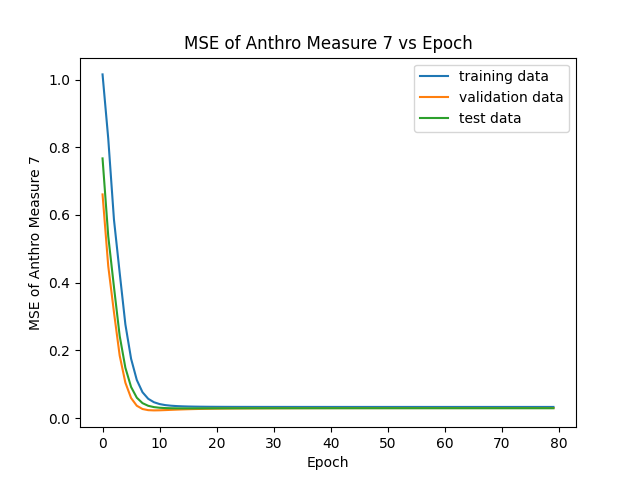 MSE of Anthro Measure 7 vs Epoch
training data
validation data
test data
MSE of Anthro Measure 7
1.0
0.8
0.6
0.4
0.2
0.0
0 10 20 30 40 50 60 70 80
Epoch